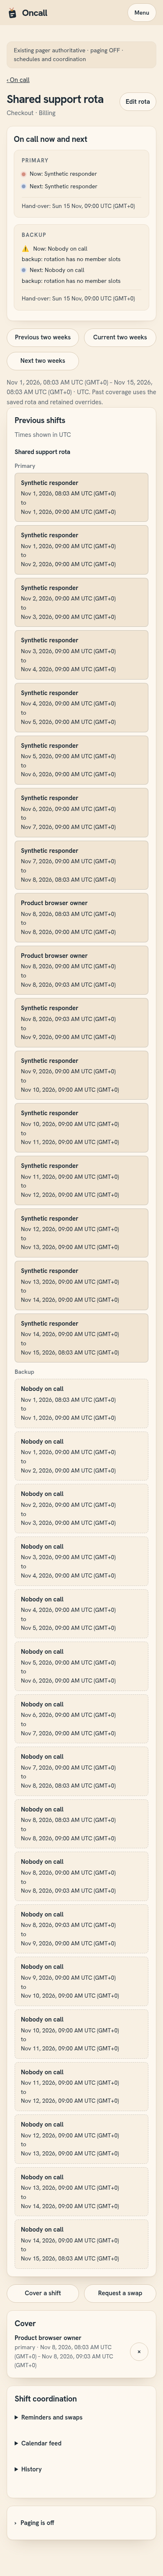 Oncall
Menu
Existing pager authoritative · paging OFF ·
schedules and coordination
‹ On call
Shared support rota
Edit rota
Checkout · Billing
On call now and next
PRIMARY
Now: Synthetic responder
Next: Synthetic responder
Hand-over: Sun 15 Nov, 09:00 UTC (GMT+0)
BACKUP
Now: Nobody on call
backup: rotation has no member slots
Next: Nobody on call
backup: rotation has no member slots
Hand-over: Sun 15 Nov, 09:00 UTC (GMT+0)
Previous two weeks
Current two weeks
Next two weeks
Nov 1, 2026, 08:03 AM UTC (GMT+0) – Nov 15, 2026,
08:03 AM UTC (GMT+0) · UTC. Past coverage uses the
saved rota and retained overrides.
Previous shifts
Times shown in UTC
Shared support rota
Primary
Synthetic responder
Nov 1, 2026, 08:03 AM UTC (GMT+0)
to
Nov 1, 2026, 09:00 AM UTC (GMT+0)
Synthetic responder
Nov 1, 2026, 09:00 AM UTC (GMT+0)
to
Nov 2, 2026, 09:00 AM UTC (GMT+0)
Synthetic responder
Nov 2, 2026, 09:00 AM UTC (GMT+0)
to
Nov 3, 2026, 09:00 AM UTC (GMT+0)
Synthetic responder
Nov 3, 2026, 09:00 AM UTC (GMT+0)
to
Nov 4, 2026, 09:00 AM UTC (GMT+0)
Synthetic responder
Nov 4, 2026, 09:00 AM UTC (GMT+0)
to
Nov 5, 2026, 09:00 AM UTC (GMT+0)
Synthetic responder
Nov 5, 2026, 09:00 AM UTC (GMT+0)
to
Nov 6, 2026, 09:00 AM UTC (GMT+0)
Synthetic responder
Nov 6, 2026, 09:00 AM UTC (GMT+0)
to
Nov 7, 2026, 09:00 AM UTC (GMT+0)
Synthetic responder
Nov 7, 2026, 09:00 AM UTC (GMT+0)
to
Nov 8, 2026, 08:03 AM UTC (GMT+0)
Product browser owner
Nov 8, 2026, 08:03 AM UTC (GMT+0)
to
Nov 8, 2026, 09:00 AM UTC (GMT+0)
Product browser owner
Nov 8, 2026, 09:00 AM UTC (GMT+0)
to
Nov 8, 2026, 09:03 AM UTC (GMT+0)
Synthetic responder
Nov 8, 2026, 09:03 AM UTC (GMT+0)
to
Nov 9, 2026, 09:00 AM UTC (GMT+0)
Synthetic responder
Nov 9, 2026, 09:00 AM UTC (GMT+0)
to
Nov 10, 2026, 09:00 AM UTC (GMT+0)
Synthetic responder
Nov 10, 2026, 09:00 AM UTC (GMT+0)
to
Nov 11, 2026, 09:00 AM UTC (GMT+0)
Synthetic responder
Nov 11, 2026, 09:00 AM UTC (GMT+0)
to
Nov 12, 2026, 09:00 AM UTC (GMT+0)
Synthetic responder
Nov 12, 2026, 09:00 AM UTC (GMT+0)
to
Nov 13, 2026, 09:00 AM UTC (GMT+0)
Synthetic responder
Nov 13, 2026, 09:00 AM UTC (GMT+0)
to
Nov 14, 2026, 09:00 AM UTC (GMT+0)
Synthetic responder
Nov 14, 2026, 09:00 AM UTC (GMT+0)
to
Nov 15, 2026, 08:03 AM UTC (GMT+0)
Backup
Nobody on call
Nov 1, 2026, 08:03 AM UTC (GMT+0)
to
Nov 1, 2026, 09:00 AM UTC (GMT+0)
Nobody on call
Nov 1, 2026, 09:00 AM UTC (GMT+0)
to
Nov 2, 2026, 09:00 AM UTC (GMT+0)
Nobody on call
Nov 2, 2026, 09:00 AM UTC (GMT+0)
to
Nov 3, 2026, 09:00 AM UTC (GMT+0)
Nobody on call
Nov 3, 2026, 09:00 AM UTC (GMT+0)
to
Nov 4, 2026, 09:00 AM UTC (GMT+0)
Nobody on call
Nov 4, 2026, 09:00 AM UTC (GMT+0)
to
Nov 5, 2026, 09:00 AM UTC (GMT+0)
Nobody on call
Nov 5, 2026, 09:00 AM UTC (GMT+0)
to
Nov 6, 2026, 09:00 AM UTC (GMT+0)
Nobody on call
Nov 6, 2026, 09:00 AM UTC (GMT+0)
to
Nov 7, 2026, 09:00 AM UTC (GMT+0)
Nobody on call
Nov 7, 2026, 09:00 AM UTC (GMT+0)
to
Nov 8, 2026, 08:03 AM UTC (GMT+0)
Nobody on call
Nov 8, 2026, 08:03 AM UTC (GMT+0)
to
Nov 8, 2026, 09:00 AM UTC (GMT+0)
Nobody on call
Nov 8, 2026, 09:00 AM UTC (GMT+0)
to
Nov 8, 2026, 09:03 AM UTC (GMT+0)
Nobody on call
Nov 8, 2026, 09:03 AM UTC (GMT+0)
to
Nov 9, 2026, 09:00 AM UTC (GMT+0)
Nobody on call
Nov 9, 2026, 09:00 AM UTC (GMT+0)
to
Nov 10, 2026, 09:00 AM UTC (GMT+0)
Nobody on call
Nov 10, 2026, 09:00 AM UTC (GMT+0)
to
Nov 11, 2026, 09:00 AM UTC (GMT+0)
Nobody on call
Nov 11, 2026, 09:00 AM UTC (GMT+0)
to
Nov 12, 2026, 09:00 AM UTC (GMT+0)
Nobody on call
Nov 12, 2026, 09:00 AM UTC (GMT+0)
to
Nov 13, 2026, 09:00 AM UTC (GMT+0)
Nobody on call
Nov 13, 2026, 09:00 AM UTC (GMT+0)
to
Nov 14, 2026, 09:00 AM UTC (GMT+0)
Nobody on call
Nov 14, 2026, 09:00 AM UTC (GMT+0)
to
Nov 15, 2026, 08:03 AM UTC (GMT+0)
Cover a shift
Request a swap
Cover
Product browser owner
primary · Nov 8, 2026, 08:03 AM UTC
(GMT+0) – Nov 8, 2026, 09:03 AM UTC
(GMT+0)
×
Shift coordination
Reminders and swaps
Calendar feed
History
Paging is off